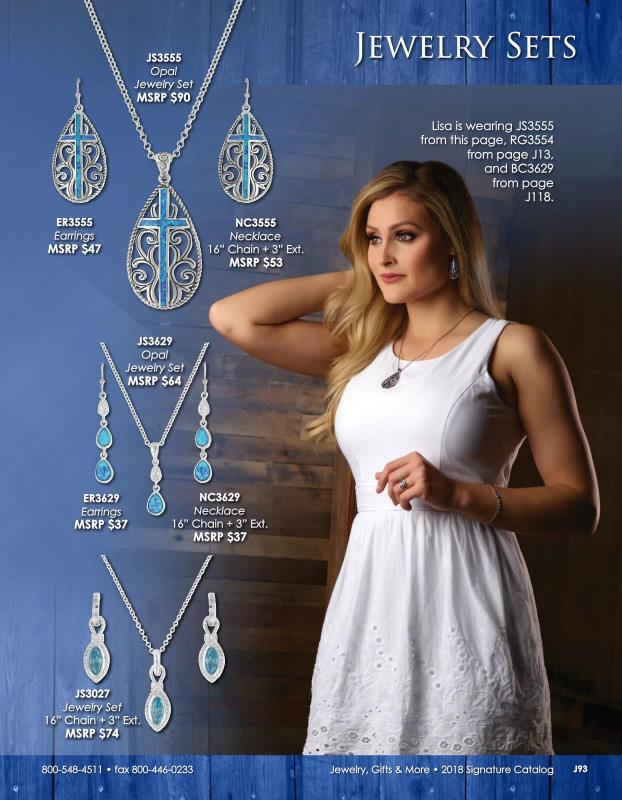 JEWELRY SETS
JS3555
Opal
Jewelry Set
MSRP $90
Lisa is wearing JS3555
from this page, RG3554
from page J13,
and BC3629
from page
J118.
ER3555
Earrings
MSRP $47
NC3555
Necklace
16" Chain + 3" Ext.
MSRP $53
JS3629
Opal
Jewelry Set
MSRP $64
ER3629
Earrings
MSRP $37
NC3629
Necklace
16" Chain + 3" Ext.
MSRP $37
JS3027
Jewelry Set
16" Chain + 3" Ext.
MSRP $74
800-548-4511 • fax 800-446-0233
Jewelry, Gifts & More • 2018 Signature Catalog J93